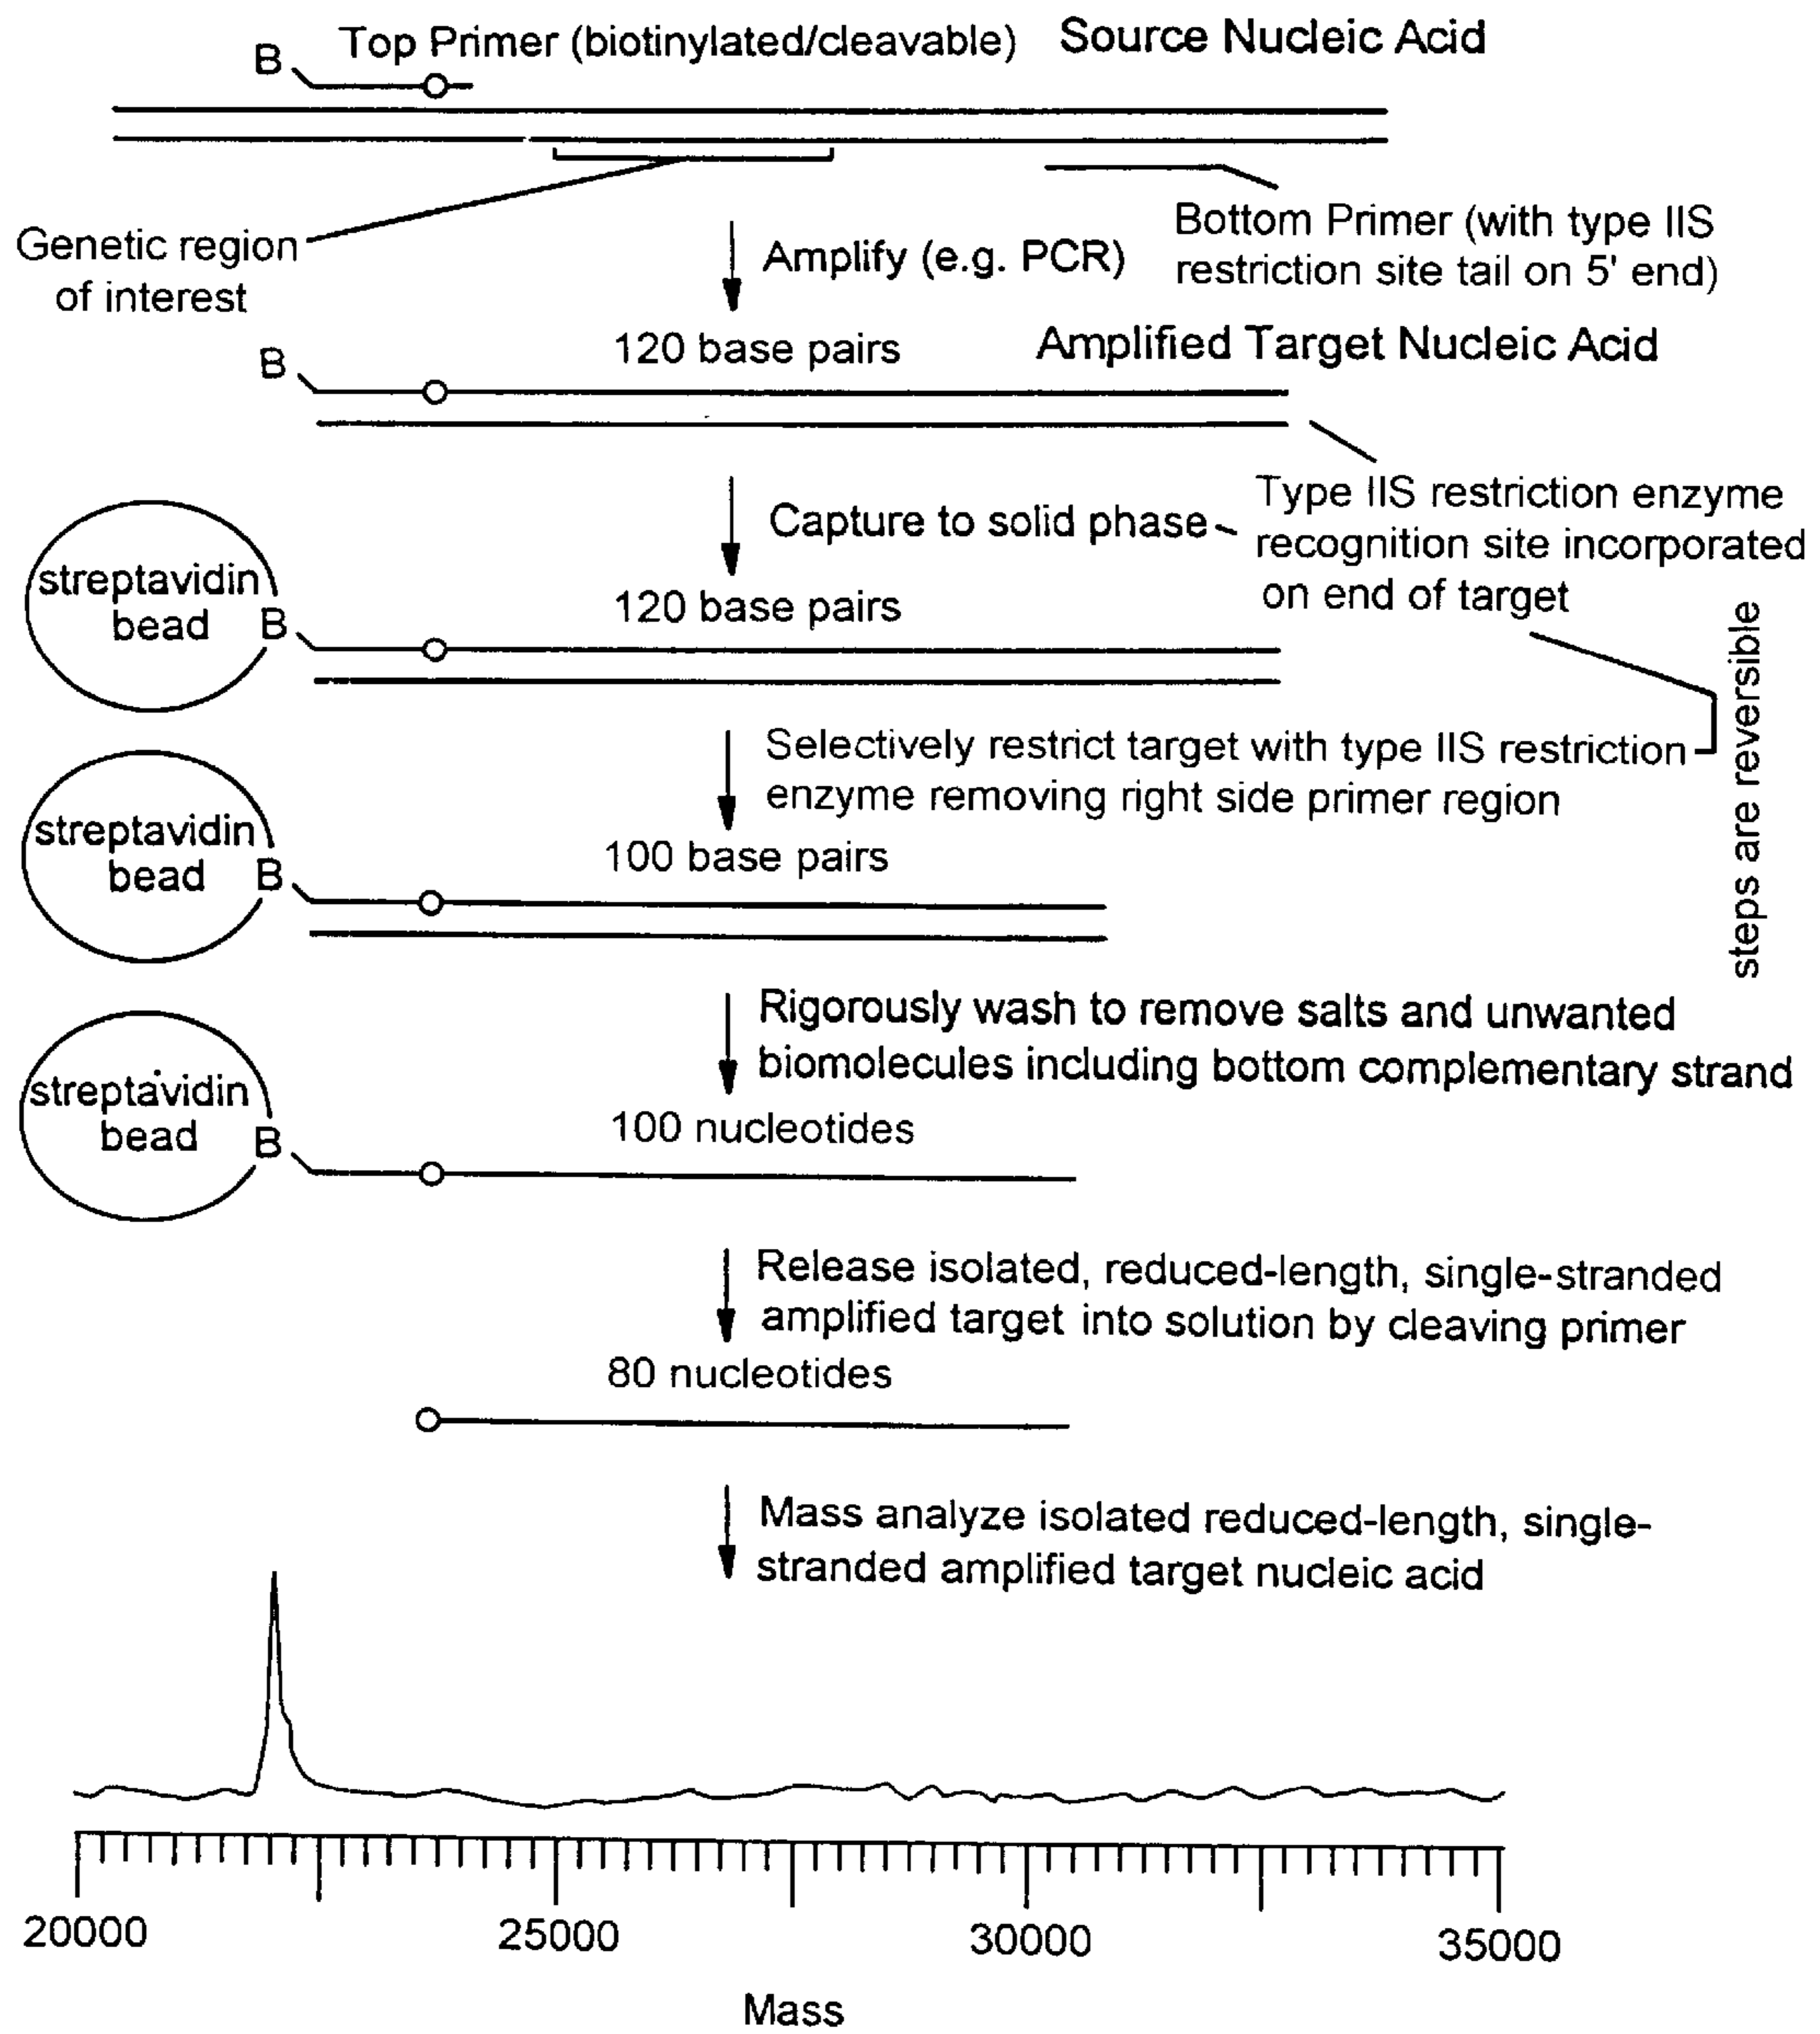 Top Primer (biotinylated/cleavable)
Source Nucleic Acid
B
Genetic region
of interest
Amplify (e.g. PCR)
Bottom Primer (with type IIS
restriction site tail on 5' end)
120 base pairs
Amplified Target Nucleic Acid
B
Capture to solid phase
Type IIS restriction enzyme
recognition site incorporated
on end of target
streptavidin
bead
B
120 base pairs
steps are reversible
Selectively restrict target with type IIS restriction
enzyme removing right side primer region
streptavidin
bead
B
100 base pairs
Rigorously wash to remove salts and unwanted
biomolecules including bottom complementary strand
streptavidin
bead
B
100 nucleotides
Release isolated, reduced-length, single-stranded
amplified target into solution by cleaving primer
80 nucleotides
Mass analyze isolated reduced-length, single-
stranded amplified target nucleic acid
20000
25000
30000
35000
Mass